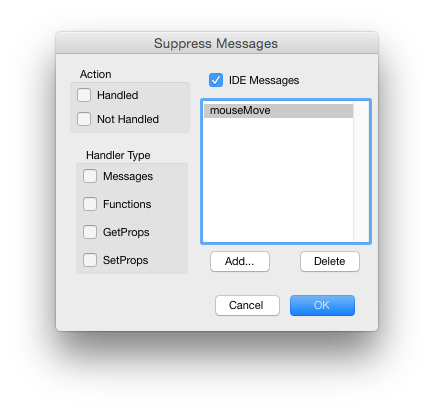 Suppress Messages
Action
Handled
Not Handled
Handler Type
Messages
Functions
GetProps
SetProps
IDE Messages
mouseMove
Add...
Delete
Cancel
OK